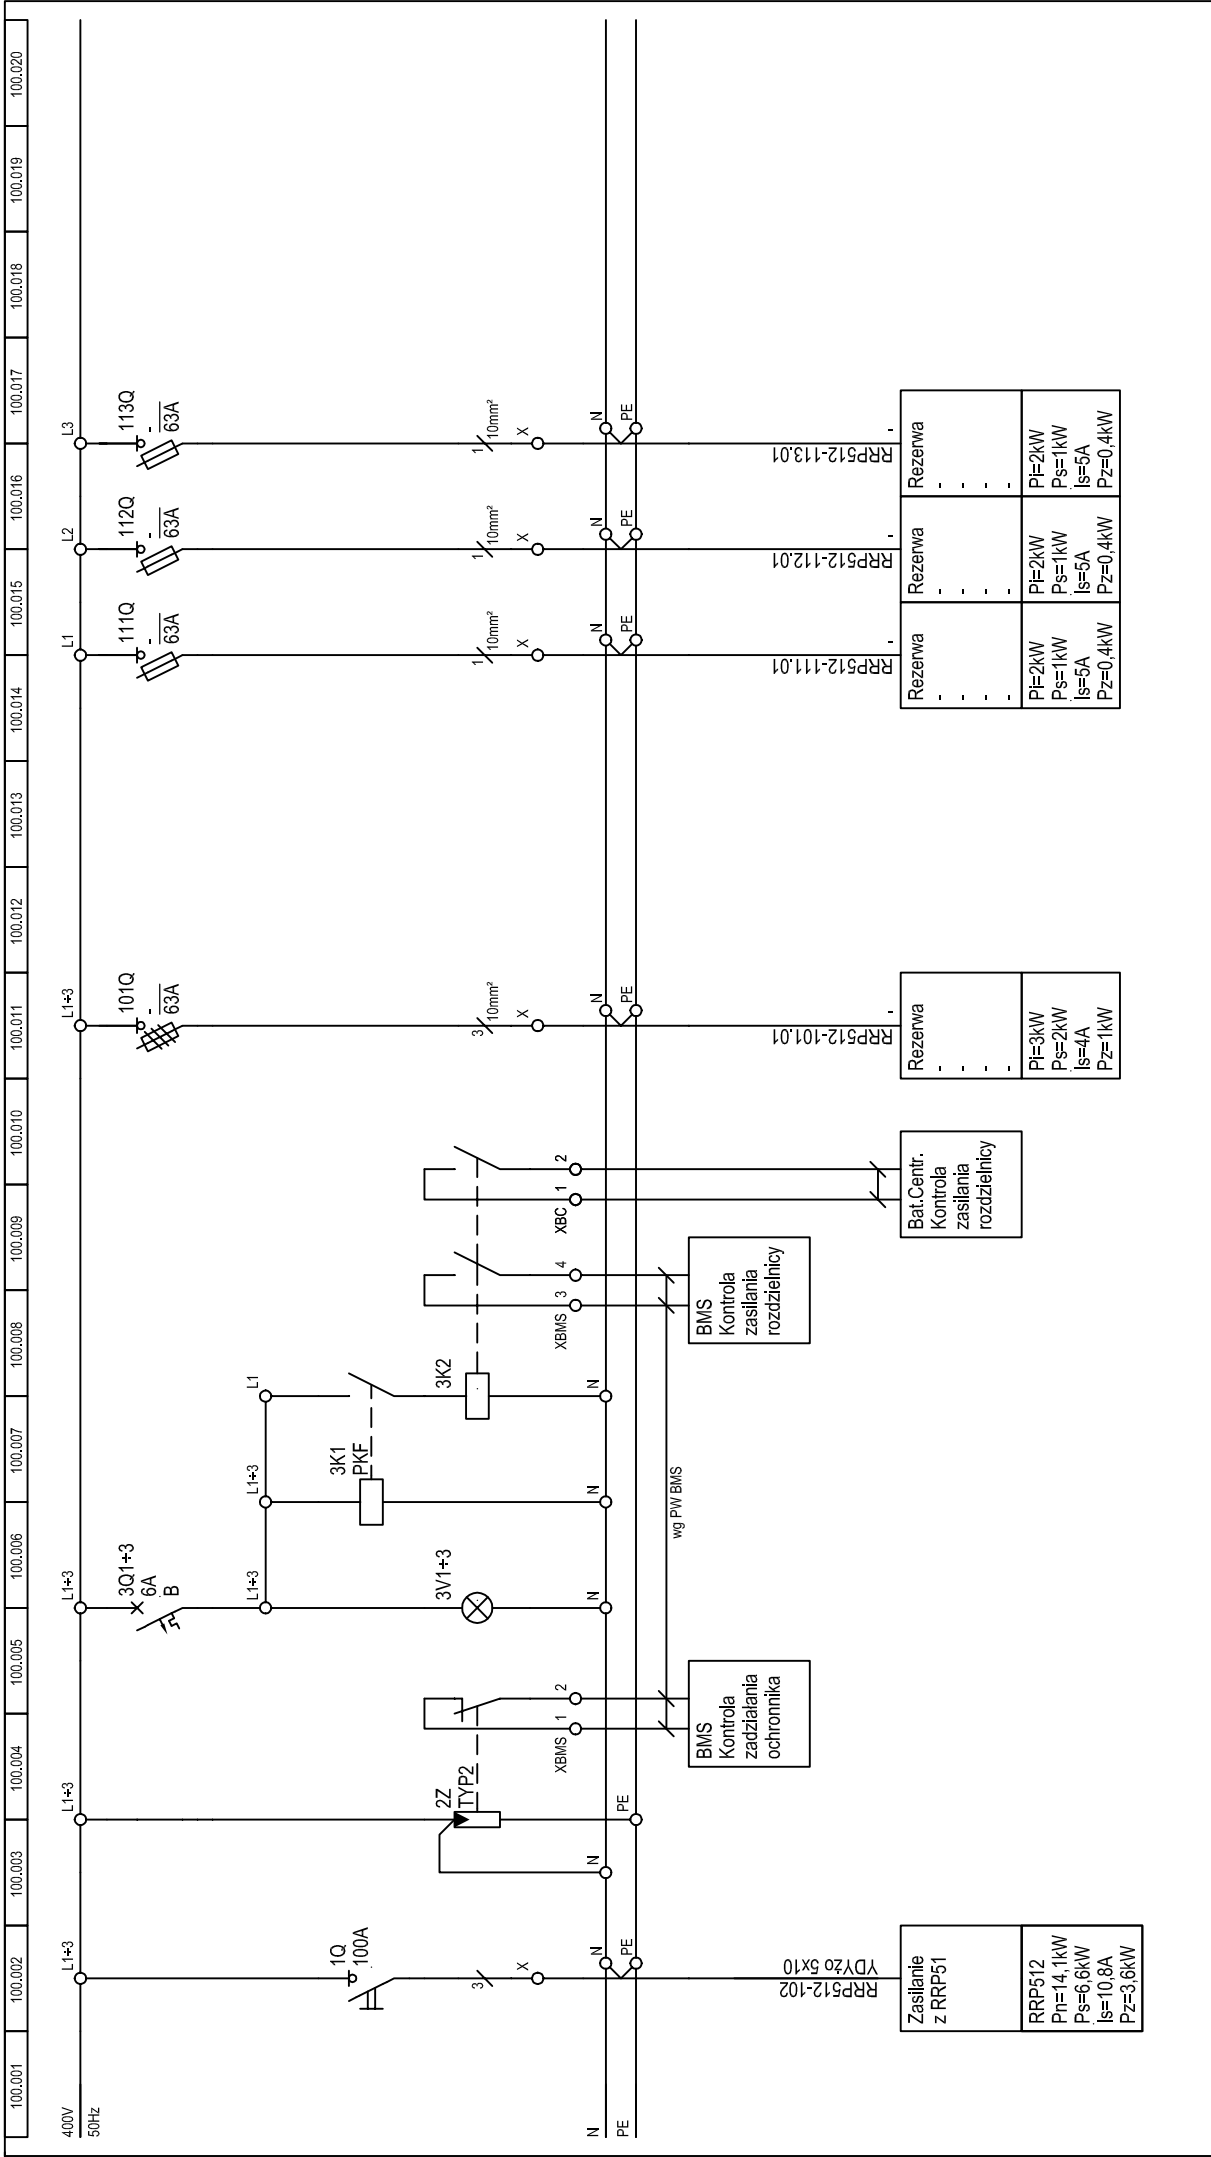 100.001
100.002
100.003
100.004
100.005
100.006
100.007
100.008
100.009
100.010
100.011
100.012
100.013
100.014
100.015
100.016
100.017
100.018
100.019
100.020
400V
50Hz
N
PE
L1÷3
1Q
100A
3
X
N
PE
RRP512-102
YDYżo 5x10
Zasilanie
z RRP51
RRP512
Pn=14,1kW
Ps=6,6kW
Is=10,8A
Pz=3,6kW
L1÷3
2Z
TYP2
N
PE
XBMS 1
2
BMS
Kontrola
zadziałania
ochronnika
wg PW BMS
L1÷3
3Q1÷3
6A
B
L1÷3
3V1÷3
N
L1÷3
3K1
PKF
N
L1
3K2
N
XBMS 3
4
BMS
Kontrola
zasilania
rozdzielnicy
XBC 1
2
Bat.Centr.
Kontrola
zasilania
rozdzielnicy
L1÷3
101Q
-
63A
3
10mm²
X
N
PE
RRP512-101.01
-
Rezerwa
-
-
-
-
Pi=3kW
Ps=2kW
Is=4A
Pz=1kW
L1
111Q
-
63A
1
10mm²
X
N
PE
RRP512-111.01
-
Rezerwa
-
-
-
-
Pi=2kW
Ps=1kW
Is=5A
Pz=0,4kW
L2
112Q
-
63A
1
10mm²
X
N
PE
RRP512-112.01
-
Rezerwa
-
-
-
-
Pi=2kW
Ps=1kW
Is=5A
Pz=0,4kW
L3
113Q
-
63A
1
10mm²
X
N
PE
RRP512-113.01
-
Rezerwa
-
-
-
-
Pi=2kW
Ps=1kW
Is=5A
Pz=0,4kW